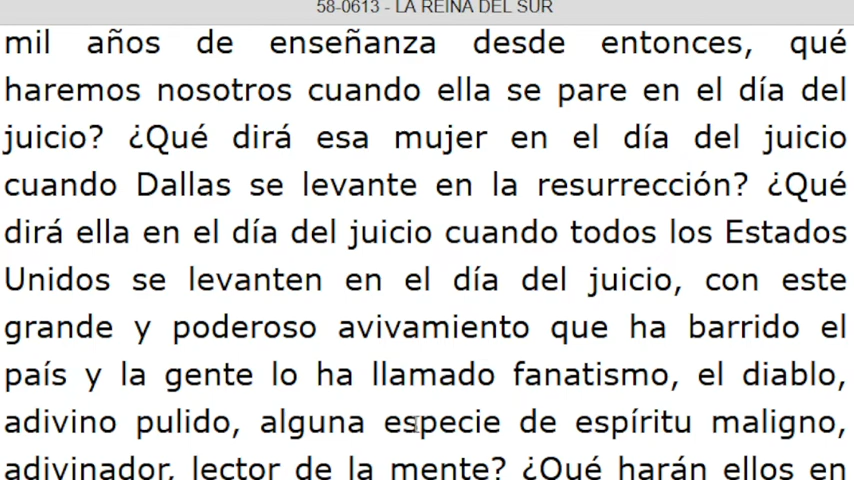 58-0613 - LA REINA DEL SUR
mil años de enseñanza desde entonces, qué
haremos nosotros cuando ella se pare en el día del
juicio? ¿Qué dirá esa mujer en el día del juicio
cuando Dallas se levante en la resurrección? ¿Qué
dirá ella en el día del juicio cuando todos los Estados
Unidos se levanten en el día del juicio, con este
grande y poderoso avivamiento que ha barrido el
país y la gente lo ha llamado fanatismo, el diablo,
adivino pulido, alguna especie de espíritu maligno,
adivinador, lector de la mente? ¿Qué harán ellos en